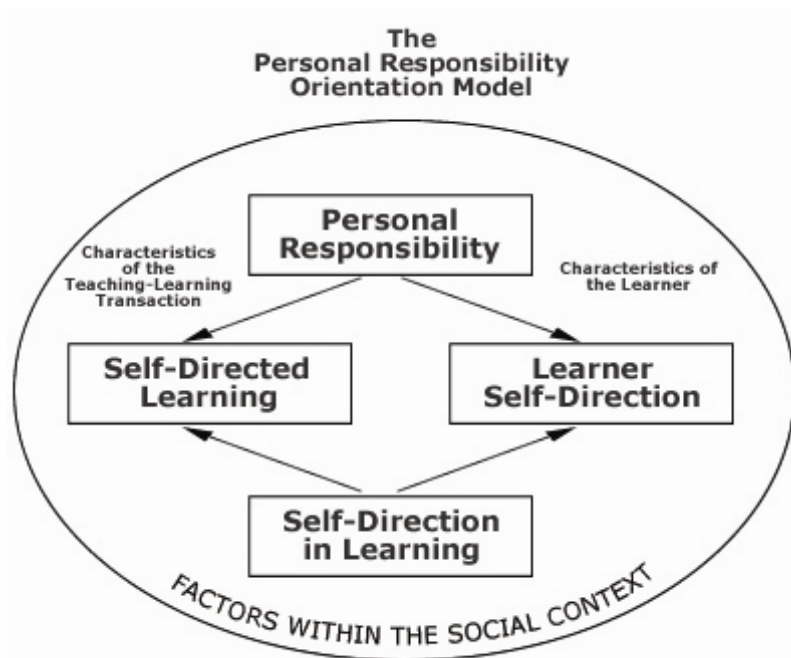 The
Personal Responsibility
Orientation Model
Personal
Responsibility
Characteristics
of the
Teaching-Learning
Transaction
Characteristics of
the Learner
Self-Directed
Learning
Learner
Self-Direction
Self-Direction
in Learning
FACTORS WITHIN THE SOCIAL CONTEXT